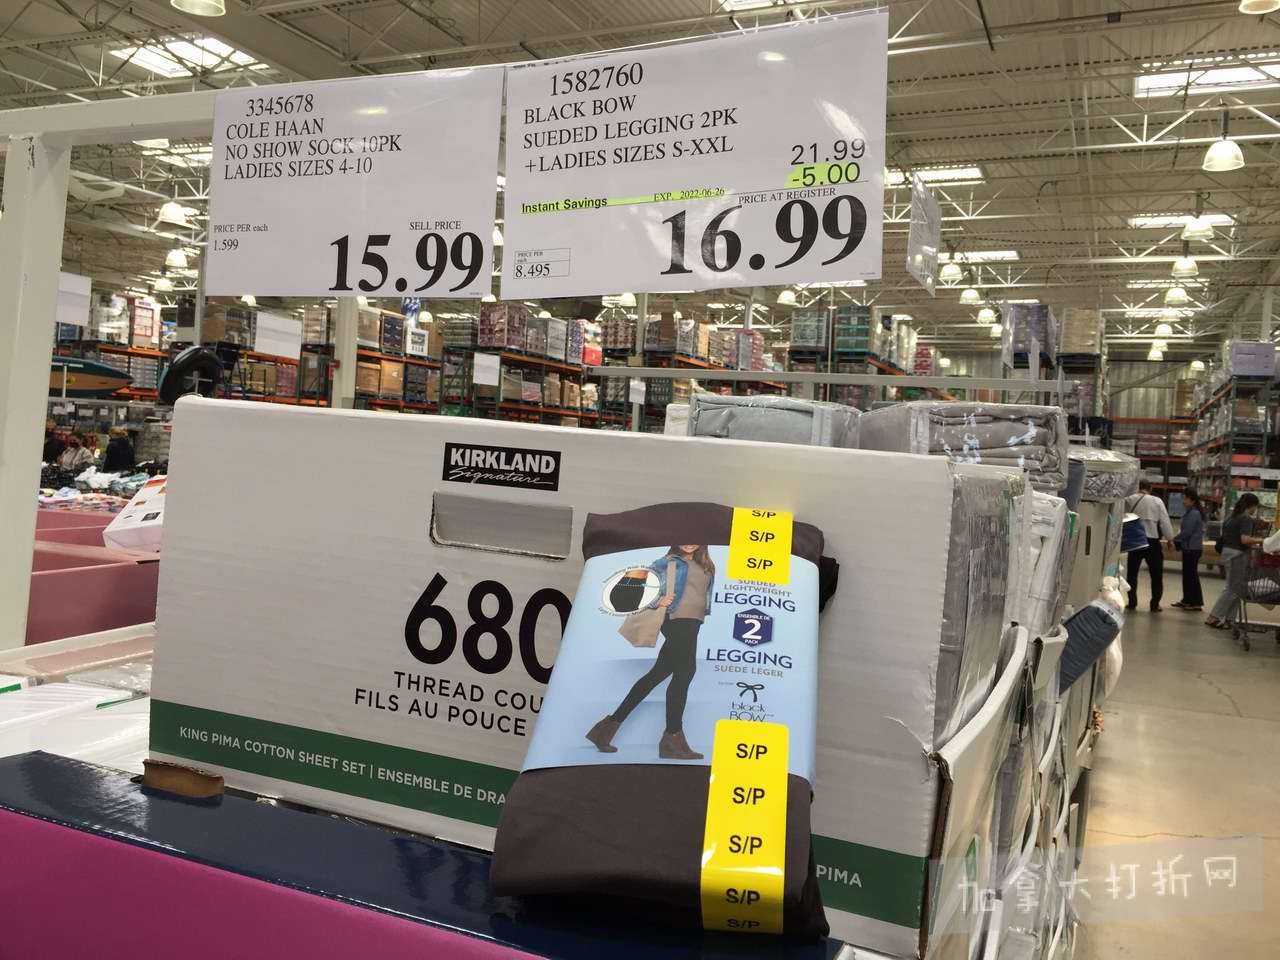 3345678
COLE HAAN
NO SHOW SOCK 10PK
LADIES SIZES 4-10
PRICE PER each
1.599
SELL PRICE
15.99
1582760
BLACK BOW
SUEDED LEGGING 2PK
+LADIES SIZES S-XXL
21.99
-5.00
Instant Savings
EXP. 2022-06-26
PRICE AT REGISTER
16.99
PRICE PER
each
8.495
KIRKLAND
Signature
680
THREAD COU
FILS AU POUCE
KING PIMA COTTON SHEET SET | ENSEMBLE DE DRA
PIMA
S/P
S/P
S/P
SUEDED
LIGHTWEIGHT
LEGGING
ENSEMBLE DE
2
PACK
LEGGING
SUÈDE LÉGER
black
BOW
S/P
S/P
S/P
S/P
S/P
加拿大打折网